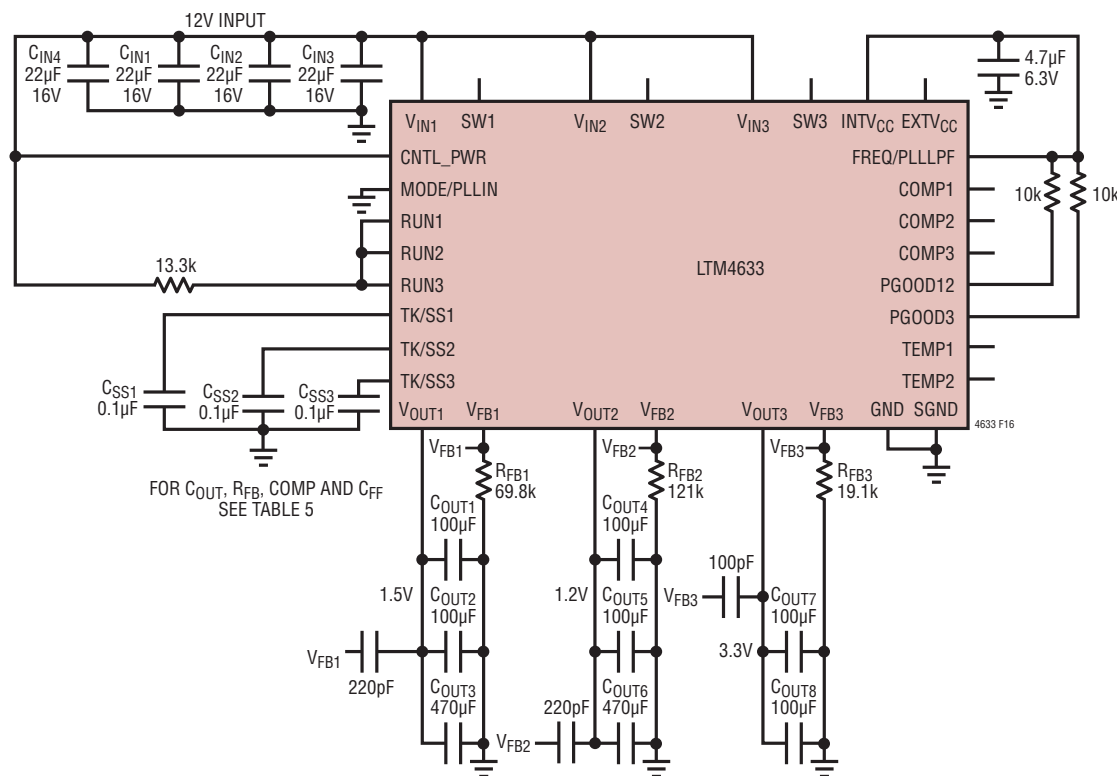 12V INPUT
CIN4
22µF
16V
CIN1
22µF
16V
CIN2
22µF
16V
CIN3
22µF
16V
4.7µF
6.3V
VIN1
SW1
VIN2
SW2
VIN3
SW3
INTVCC
EXTVCC
CNTL_PWR
MODE/PLLIN
RUN1
RUN2
RUN3
TK/SS1
TK/SS2
TK/SS3
LTM4633
FREQ/PLLLPF
COMP1
COMP2
COMP3
PGOOD12
PGOOD3
TEMP1
TEMP2
10k
10k
13.3k
CSS1
0.1µF
CSS2
0.1µF
CSS3
0.1µF
VOUT1
VFB1
VOUT2
VFB2
VOUT3
VFB3
GND
SGND
4633 F16
FOR COUT, RFB, COMP AND CFF
SEE TABLE 5
VFB1
RFB1
69.8k
VFB2
RFB2
121k
VFB3
RFB3
19.1k
COUT1
100µF
1.5V
COUT2
100µF
VFB1
220pF
COUT3
470µF
COUT4
100µF
1.2V
COUT5
100µF
220pF
VFB2
COUT6
470µF
100pF
VFB3
COUT7
100µF
3.3V
COUT8
100µF